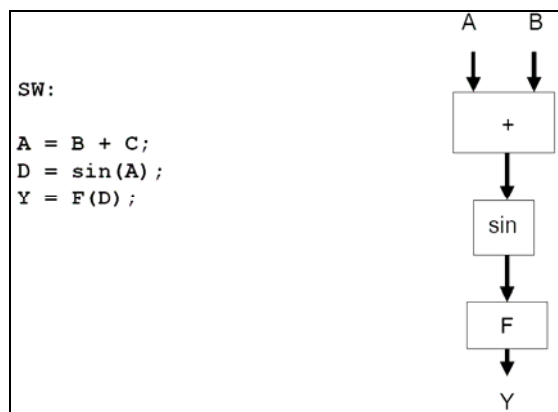 A B
SW:
+
A = B + C;
D = sin(A);
Y = F(D);
sin
F
Y